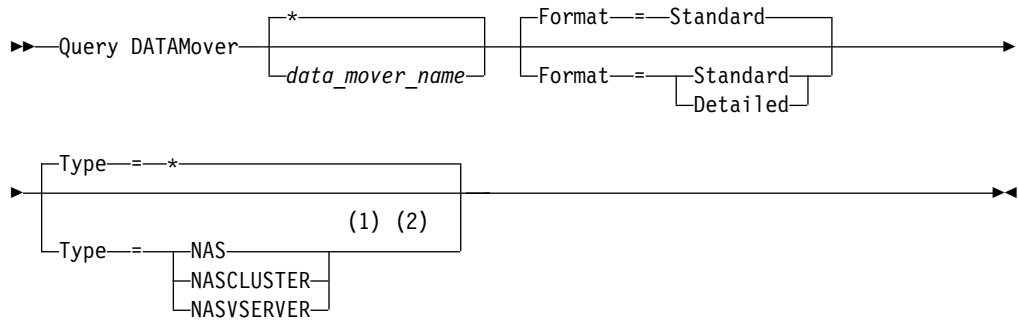 * Format = Standard
Query DATAMover
data_mover_name Format = Standard
Detailed
Type = *
(1) (2)
Type = NAS
NASCLUSTER
NASVSERVER